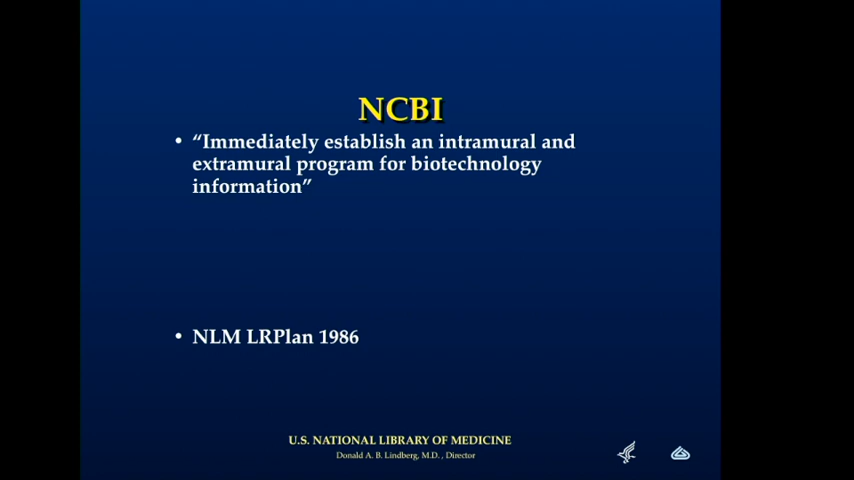 NCBI
• “Immediately establish an intramural and
extramural program for biotechnology
information”
• NLM LRPlan 1986
U.S. NATIONAL LIBRARY OF MEDICINE
Donald A. B. Lindberg, M.D. , Director